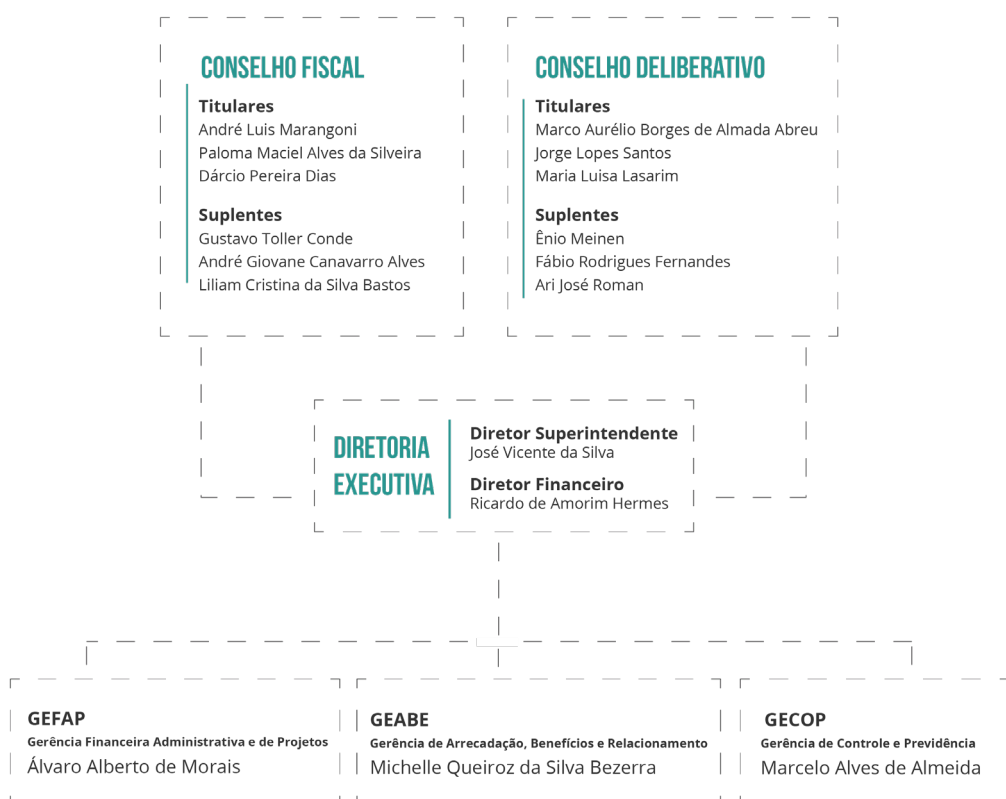 CONSELHO FISCAL
Titulares
André Luis Marangoni
Paloma Maciel Alves da Silveira
Dárcio Pereira Dias
Suplentes
Gustavo Toller Conde
André Giovane Canavarro Alves
Liliam Cristina da Silva Bastos
CONSELHO DELIBERATIVO
Titulares
Marco Aurélio Borges de Almada Abreu
Jorge Lopes Santos
Maria Luisa Lasarim
Suplentes
Ênio Meinen
Fábio Rodrigues Fernandes
Ari José Roman
DIRETORIA
EXECUTIVA
Diretor Superintendente
José Vicente da Silva
Diretor Financeiro
Ricardo de Amorim Hermes
GEFAP
Gerência Financeira Administrativa e de Projetos
Álvaro Alberto de Morais
GEABE
Gerência de Arrecadação, Benefícios e Relacionamento
Michelle Queiroz da Silva Bezerra
GECOP
Gerência de Controle e Previdência
Marcelo Alves de Almeida